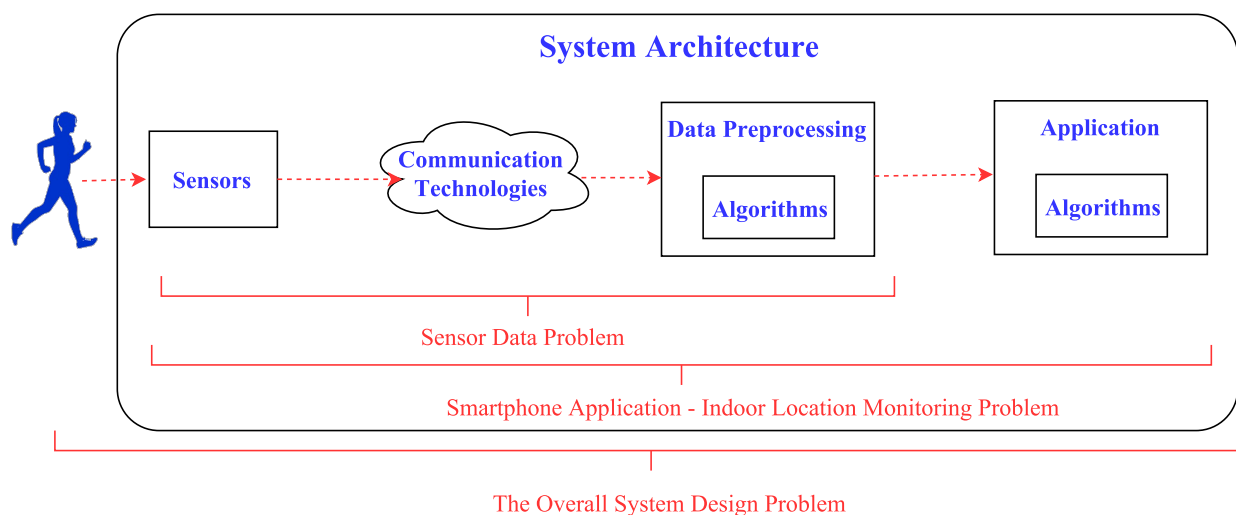 System Architecture
Sensors
Communication
Technologies
Data Preprocessing
Algorithms
Application
Algorithms
Sensor Data Problem
Smartphone Application - Indoor Location Monitoring Problem
The Overall System Design Problem